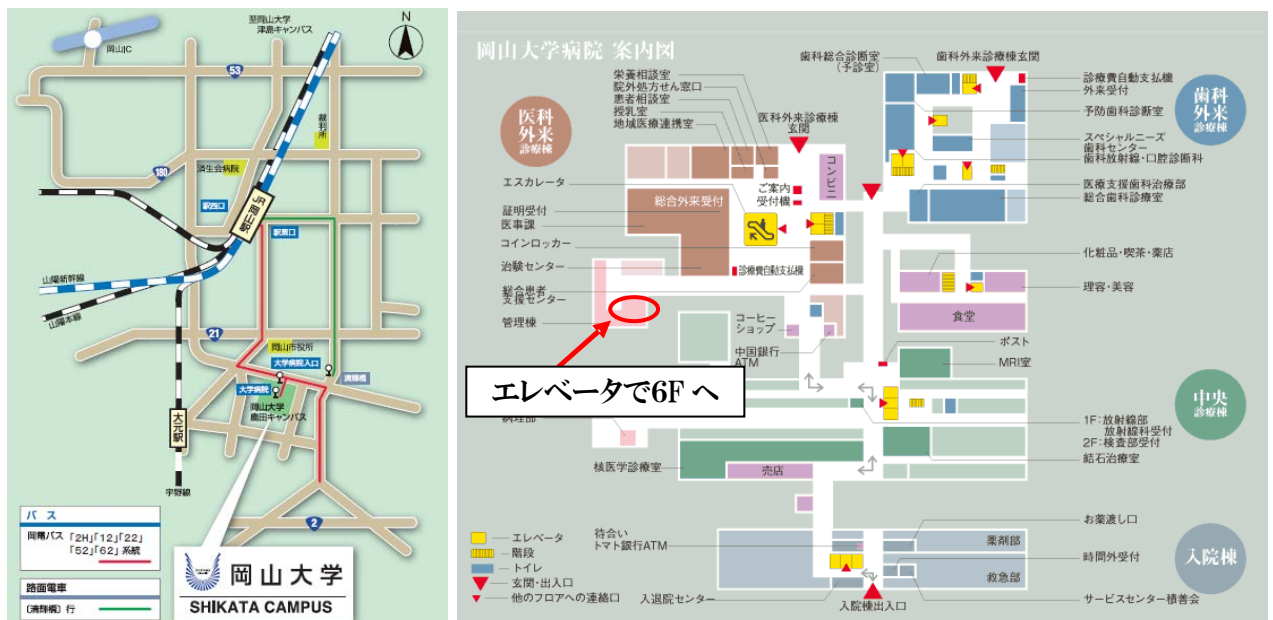 至岡山大学
津島キャンパス
N
岡山IC
53
裁判所
180
済生会病院
駅西口
JR岡山駅
駅東口
山陽新幹線
山陽本線
21
岡山市役所
大学病院入口
清輝橋
大学病院
岡山大学
鹿田キャンパス
大元駅
宇野線
2
バス
岡電バス「2H」「12」「22」
「52」「62」系統
路面電車
〔清輝橋〕行
岡山大学
SHIKATA CAMPUS
岡山大学病院 案内図
医科
外来
診療棟
栄養相談室
院外処方せん窓口
患者相談室
授乳室
地域医療連携室
医科外来診療棟
玄関
コンビニ
エスカレータ
ご案内
受付機
証明受付
医事課
総合外来受付
コインロッカー
治験センター
診療費自動支払機
総合患者
支援センター
管理棟
コーヒー
ショップ
中国銀行
ATM
エレベータで6F へ
病理部
核医学診療室
売店
歯科総合診断室
(予診室)
歯科外来診療棟玄関
診療費自動支払機
外来受付
歯科
外来
診療棟
予防歯科診断室
スペシャルニーズ
歯科センター
歯科放射線・口腔診断科
医療支援歯科治療部
総合歯科診療室
化粧品・喫茶・薬店
理容・美容
食堂
ポスト
MRI室
中央
診療棟
1F:放射線部
放射線科受付
2F:検査部受付
結石治療室
エレベータ
階段
トイレ
玄関・出入口
他のフロアへの連絡口
待合い
トマト銀行ATM
入退院センター
入院棟出入口
薬剤部
救急部
お薬渡し口
時間外受付
サービスセンター積善会
入院棟